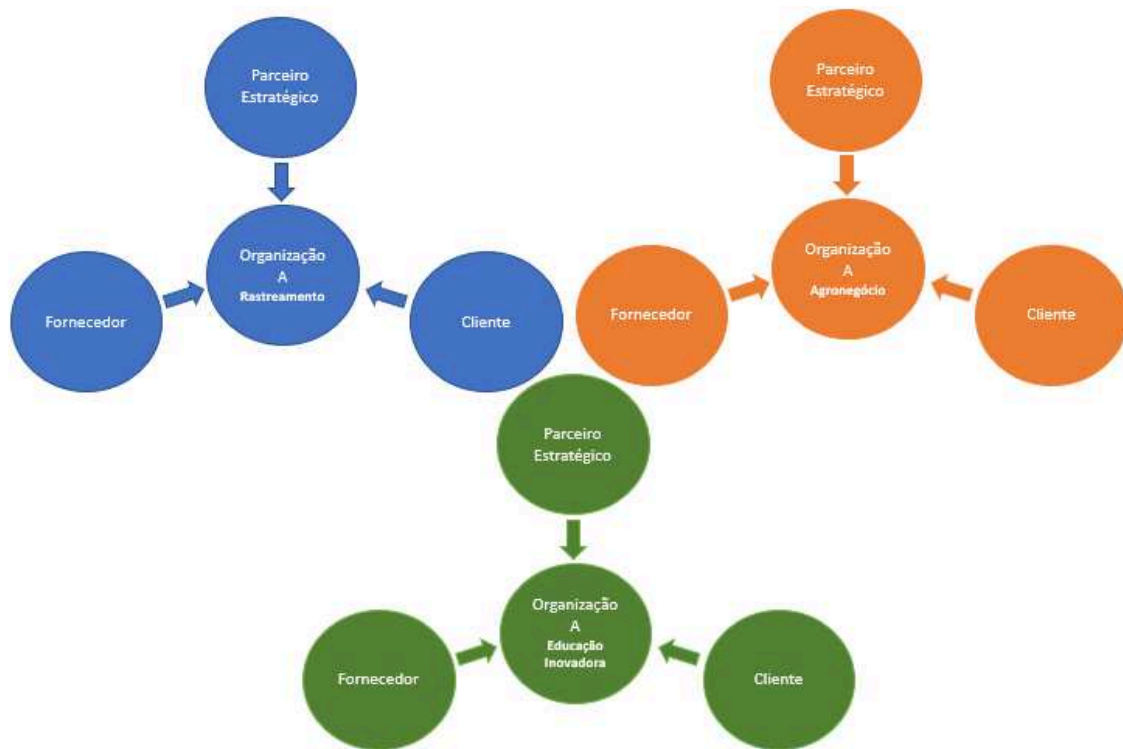 Parceiro
Estratégico
Organização
A
Rastreamento
Fornecedor
Cliente
Parceiro
Estratégico
Organização
A
Agronegócio
Fornecedor
Cliente
Parceiro
Estratégico
Organização
A
Educação
Inovadora
Fornecedor
Cliente